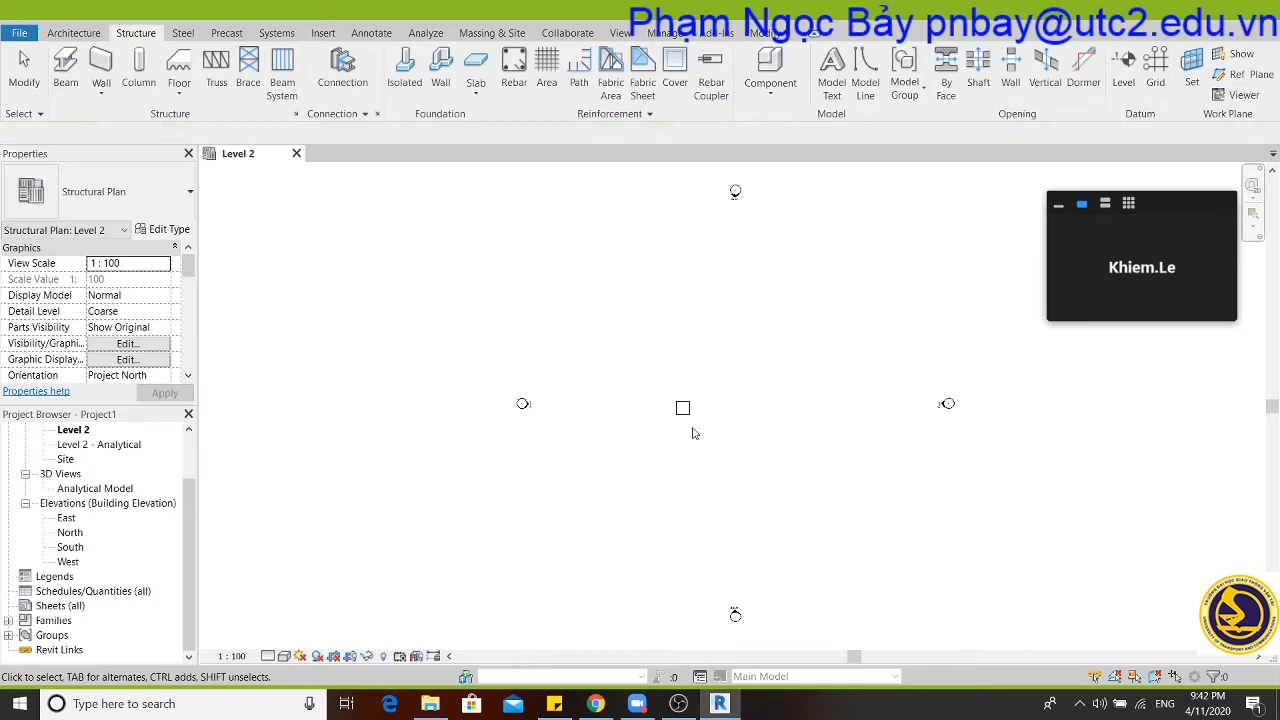 Phạm Ngọc Bảy pnbay@utc2.edu.vn
File Architecture Structure Steel Precast Systems Insert Annotate Analyze Massing & Site Collaborate View
Modify Beam Wall Column Floor Truss Brace Beam System Connection Isolated Wall Slab Rebar Area Path Fabric Area Fabric Sheet Cover Rebar Coupler Component Model Text Model Line Model Group By Face Shaft Wall Vertical Dormer Level Grid Set Show Ref Plane Viewer
Select Structure Connection Foundation Reinforcement Model Opening Datum Work Plane
Properties
Level 2
Structural Plan
Structural Plan: Level 2 Edit Type
Graphics
View Scale 1 : 100
Scale Value 1: 100
Display Model Normal
Detail Level Coarse
Parts Visibility Show Original
Visibility/Graphi... Edit...
Graphic Display... Edit...
Orientation Project North
Properties help Apply
Project Browser - Project1
Level 2
Level 2 - Analytical
Site
3D Views
Analytical Model
Elevations (Building Elevation)
East
North
South
West
Legends
Schedules/Quantities (all)
Sheets (all)
Families
Groups
Revit Links
Khiem.Le
1 : 100
Click to select, TAB for alternates, CTRL adds, SHIFT unselects.
:0 Main Model :0
Type here to search
ENG 9:42 PM
4/11/2020